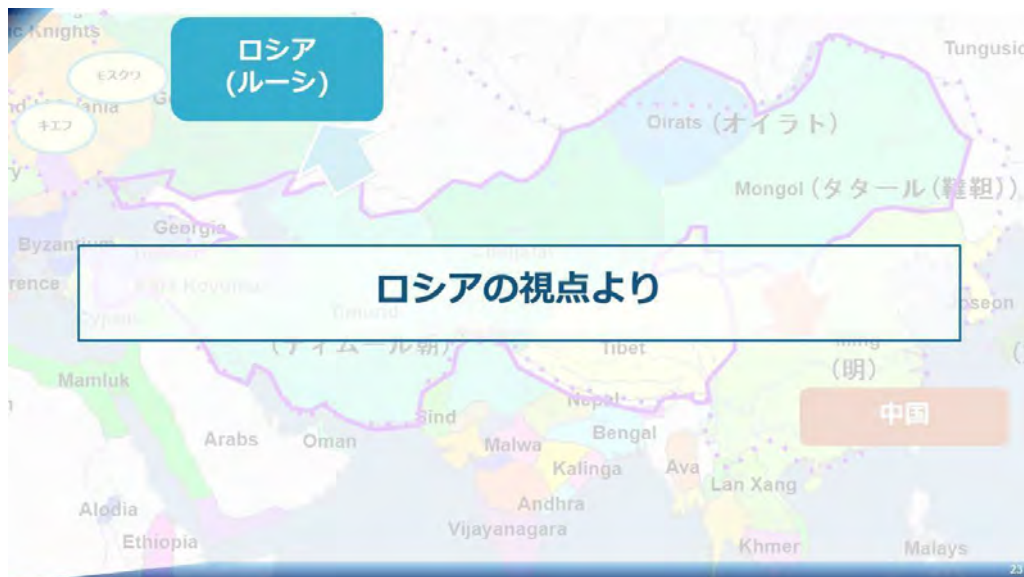 ic Knights
ロシア
(ルーシ)
Tungusic
モスクワ
キエフ
Oirats (オイラト)
Mongol (タタール(韃靼))
Georgia
ロシアの視点より
Joseon
(ティムール朝)
Tibet
Ming
(明)
Mamluk
Nepal
中国
Sind
Arabs
Oman
Malwa
Bengal
Kalinga
Ava
Lan Xang
Alodia
Andhra
Vijayanagara
Ethiopia
Khmer
Malays
23